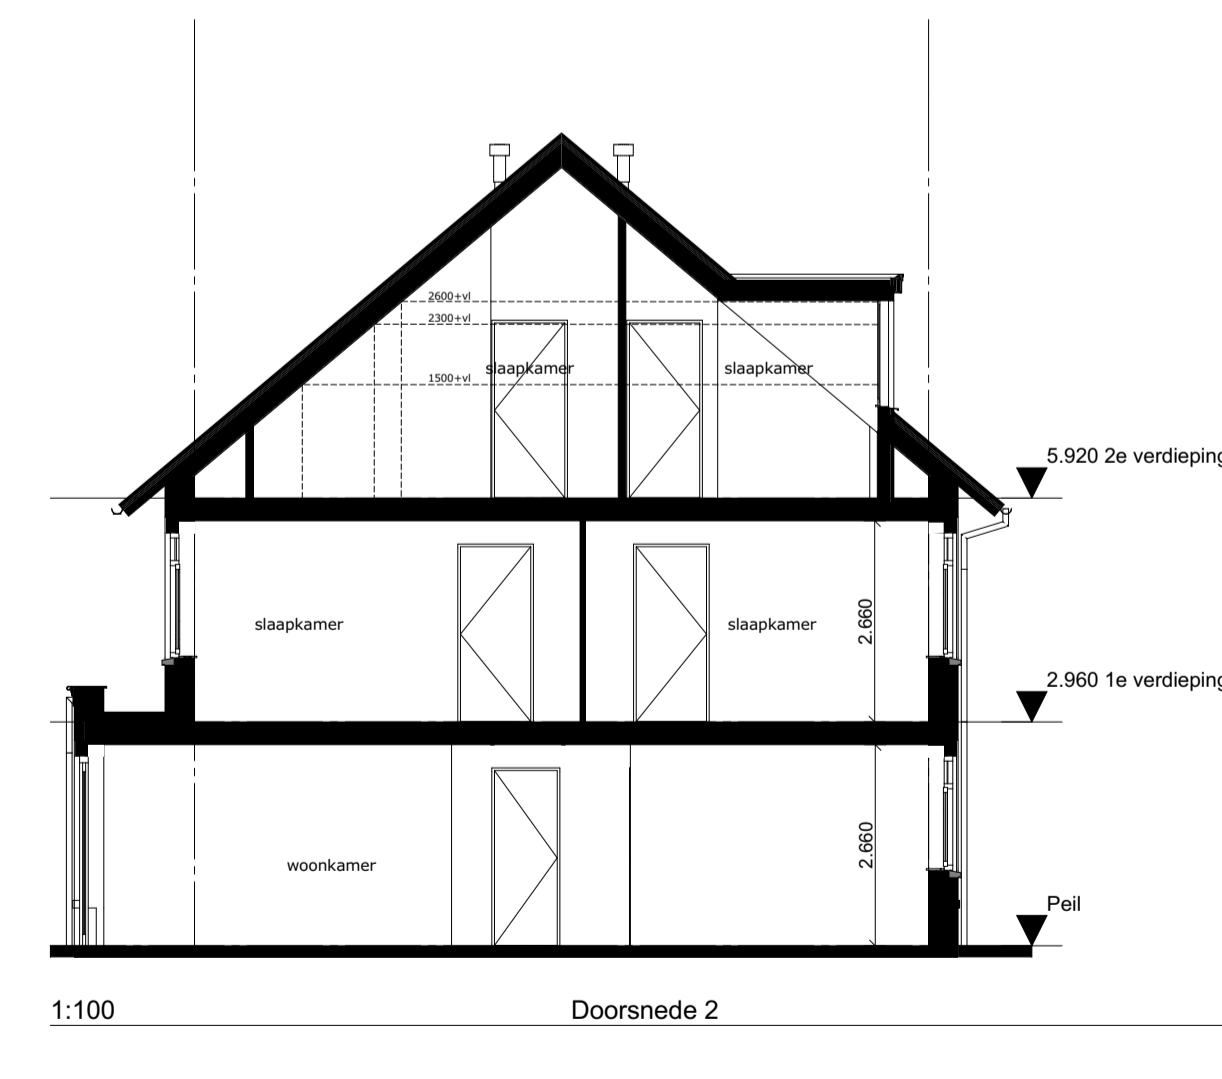 2600+vl
2300+vl
slaapkamer
slaapkamer
1500+vl
5.920 2e verdieping
slaapkamer
slaapkamer
2.660
2.960 1e verdieping
woonkamer
2.660
Peil
1:100
Doorsnede 2